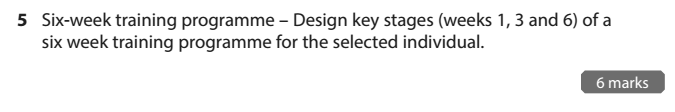 5 Six-week training programme – Design key stages (weeks 1, 3 and 6) of a
six week training programme for the selected individual.
6 marks